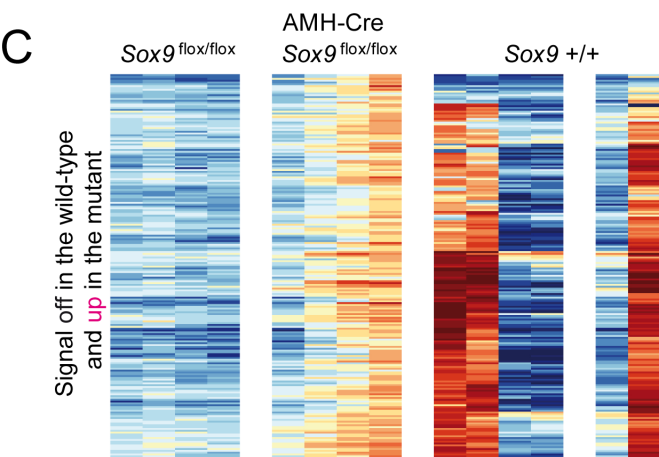 C
AMH-Cre
Sox9 flox/flox
Sox9 flox/flox
Sox9 +/+
Signal off in the wild-type
and up in the mutant